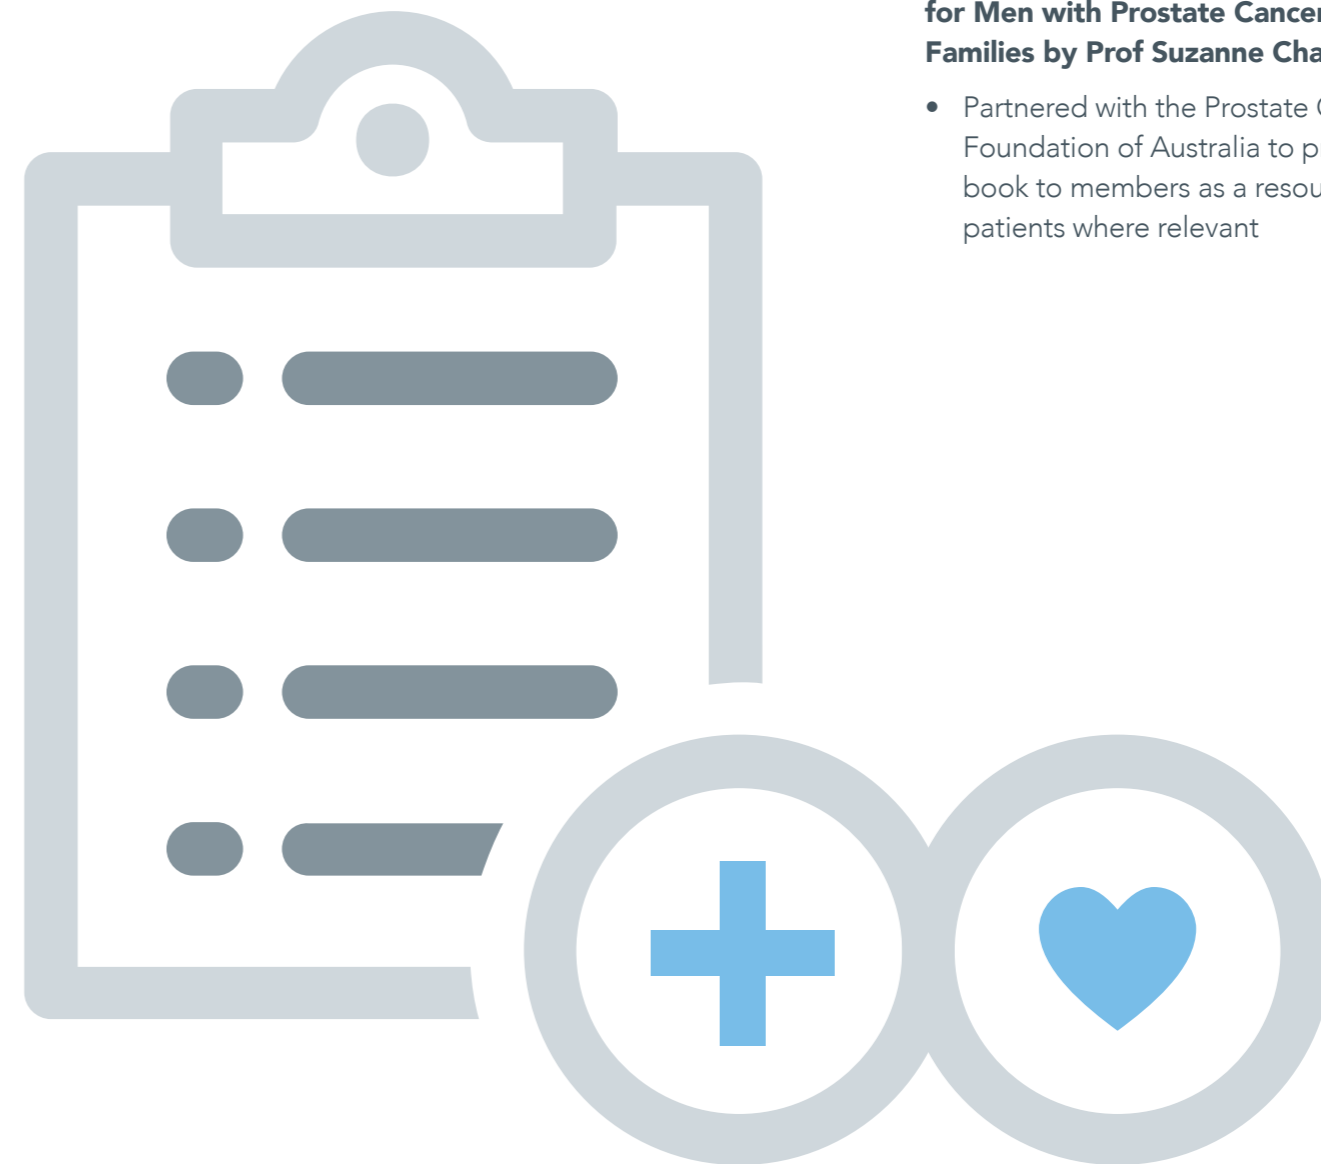 for Men with Prostate Cancer
Families by Prof Suzanne Cha
• Partnered with the Prostate
Foundation of Australia to p
book to members as a resou
patients where relevant